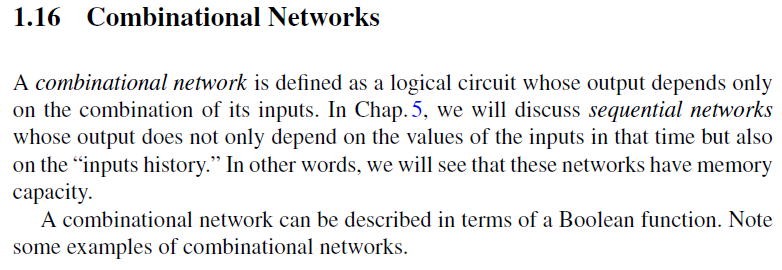 1.16 Combinational Networks
A combinational network is defined as a logical circuit whose output depends only
on the combination of its inputs. In Chap. 5, we will discuss sequential networks
whose output does not only depend on the values of the inputs in that time but also
on the “inputs history.” In other words, we will see that these networks have memory
capacity.
A combinational network can be described in terms of a Boolean function. Note
some examples of combinational networks.